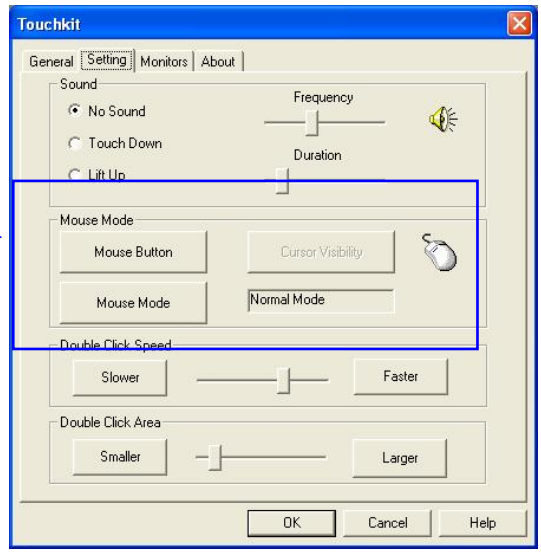 Touchkit
General Setting Monitors About
Sound
No Sound
Frequency
Touch Down
Duration
Lift Up
Mouse Mode
Mouse Button Cursor Visibility
Mouse Mode Normal Mode
Double Click Speed
Slower Faster
Double Click Area
Smaller Larger
OK Cancel Help